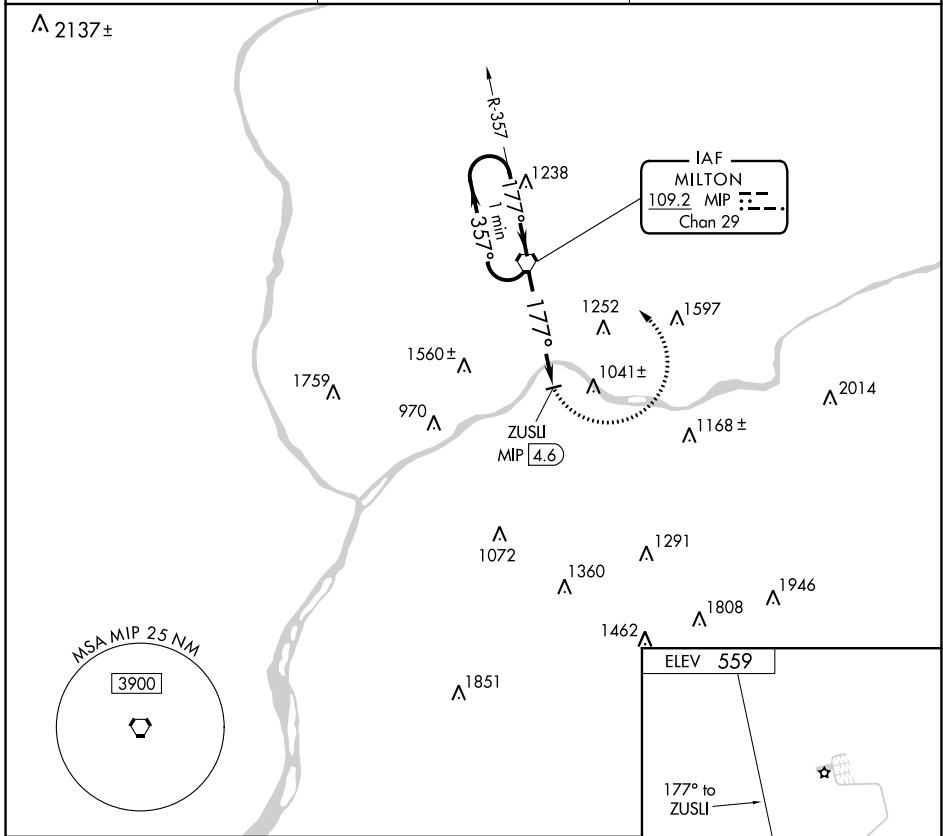 2137±
R-357
1238
177°
1 min
357°
IAF
MILTON
109.2 MIP
Chan 29
177°
1252
1597
1560±
1759
1041±
2014
970
1168±
ZUSLI
MIP 4.6
1072
1291
1360
1946
1808
1462
MSA MIP 25 NM
3900
1851
ELEV 559
177° to
ZUSLI